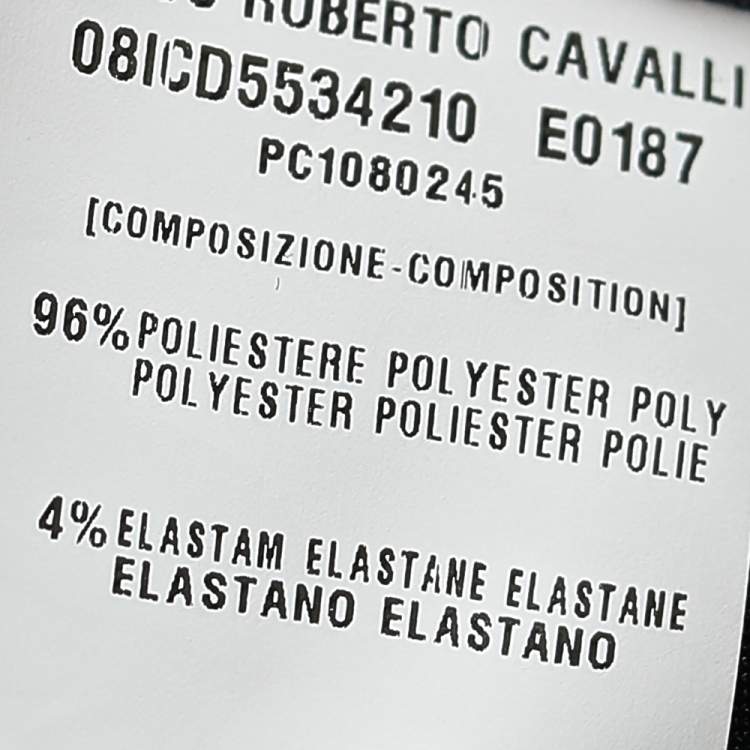 ROBERTO CAVALLI
08ICD5534210 E0187
PC1080245
[COMPOSIZIONE-COMPOSITION]
96% POLIESTERE POLYESTER POLY
POLYESTER POLIESTER POLIE
4% ELASTAM ELASTANE ELASTANE
ELASTANO ELASTANO